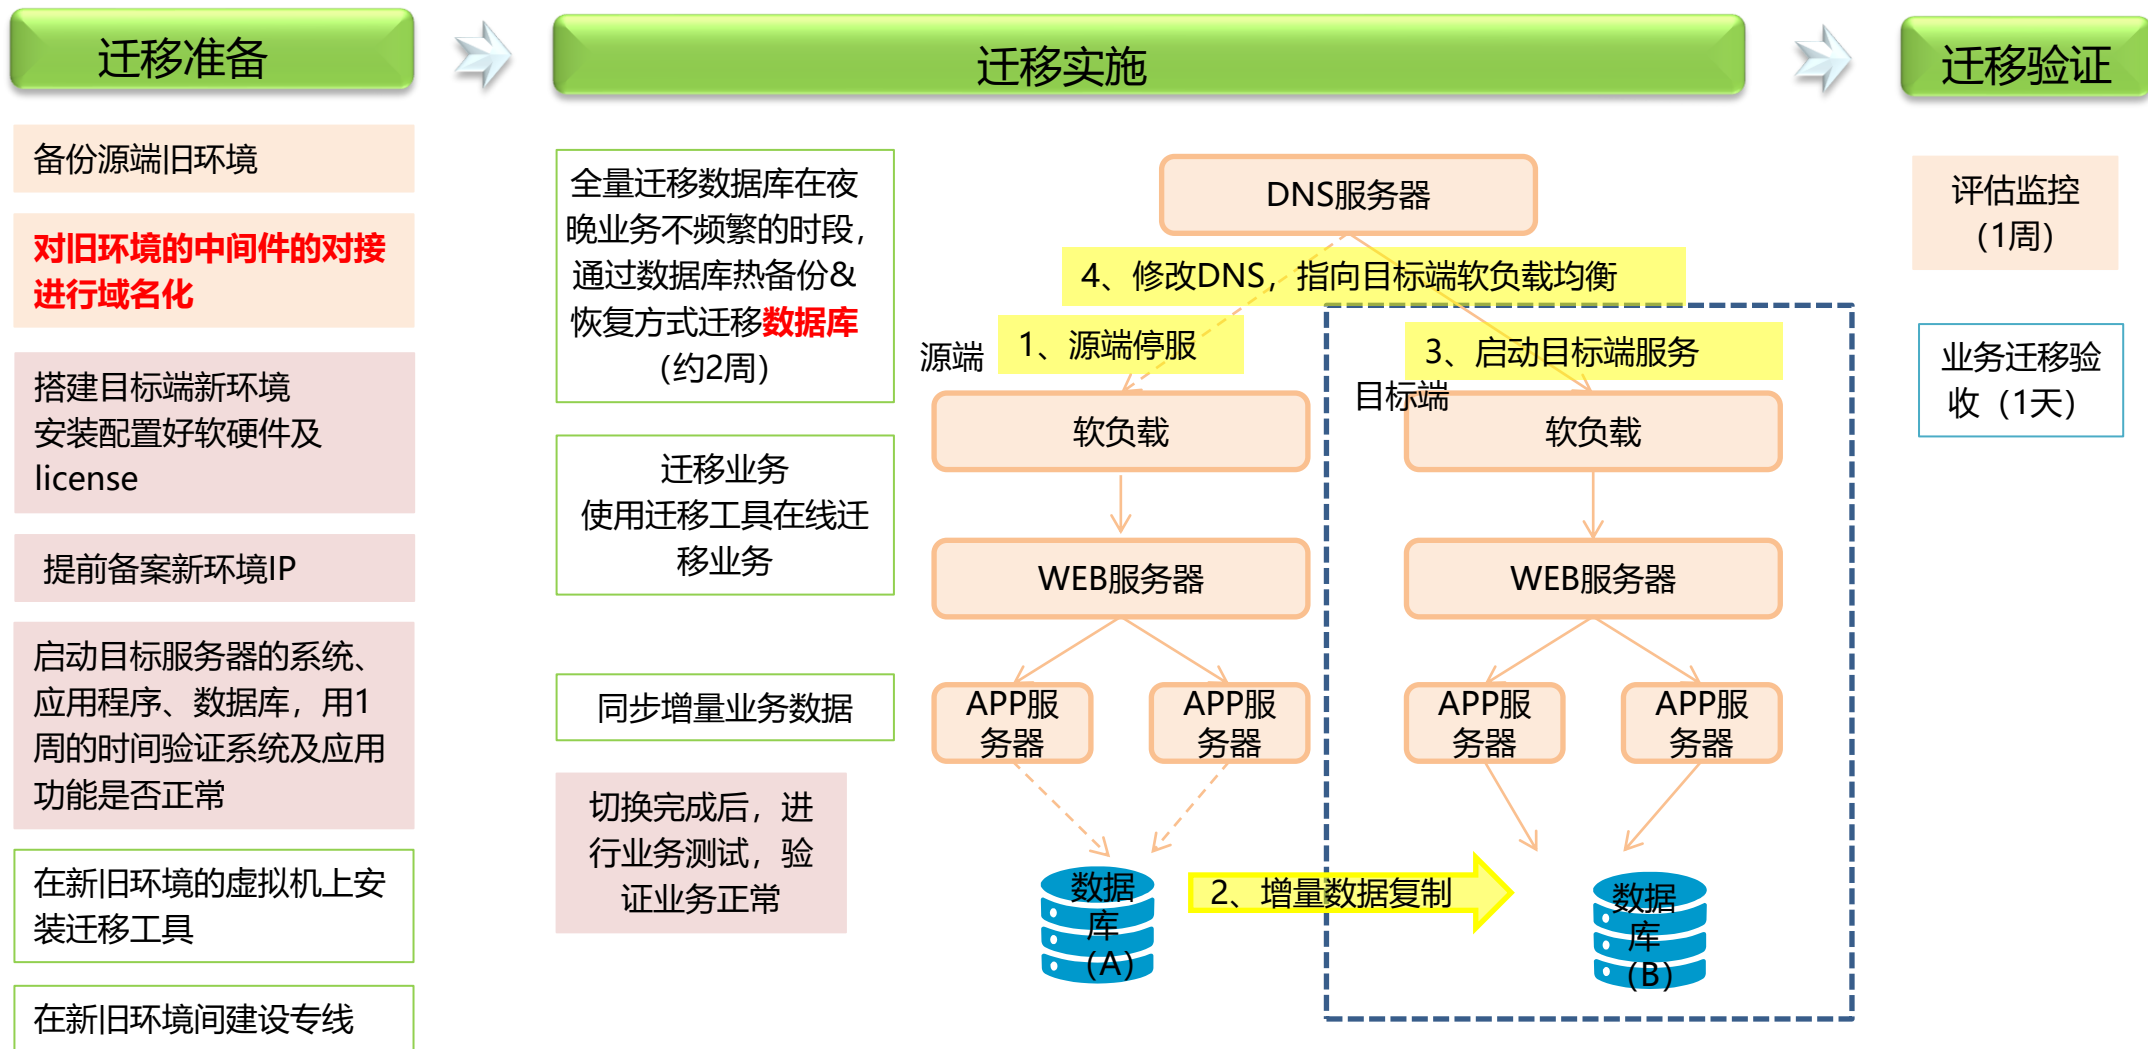 迁移准备
迁移实施
迁移验证
备份源端旧环境
对旧环境的中间件的对接
进行域名化
搭建目标端新环境
安装配置好软硬件及
license
提前备案新环境IP
启动目标服务器的系统、
应用程序、数据库，用1
周的时间验证系统及应用
功能是否正常
在新旧环境的虚拟机上安
装迁移工具
在新旧环境间建设专线
全量迁移数据库在夜
晚业务不频繁的时段，
通过数据库热备份&
恢复方式迁移数据库
（约2周）
迁移业务
使用迁移工具在线迁
移业务
同步增量业务数据
切换完成后，进
行业务测试，验
证业务正常
DNS服务器
4、修改DNS，指向目标端软负载均衡
源端
1、源端停服
3、启动目标端服务
目标端
软负载
软负载
WEB服务器
WEB服务器
APP服
务器
APP服
务器
APP服
务器
APP服
务器
数据
库
（A）
2、增量数据复制
数据
库
（B）
评估监控
（1周）
业务迁移验
收（1天）